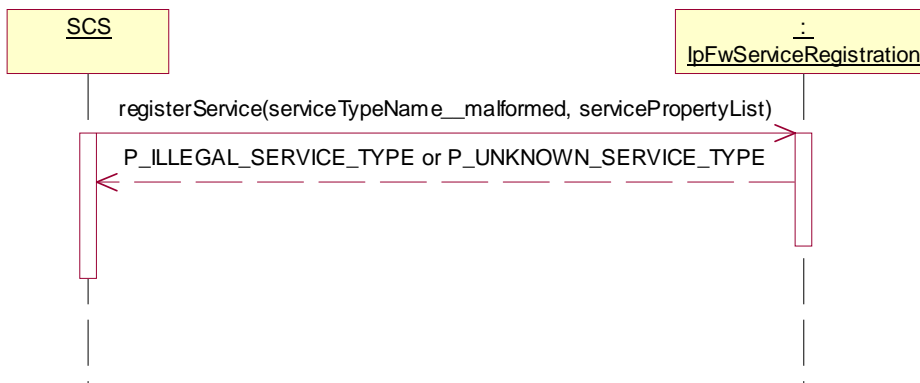 SCS
:
IpFwServiceRegistration
registerService(serviceTypeName__malformed, servicePropertyList)
P_ILLEGAL_SERVICE_TYPE or P_UNKNOWN_SERVICE_TYPE